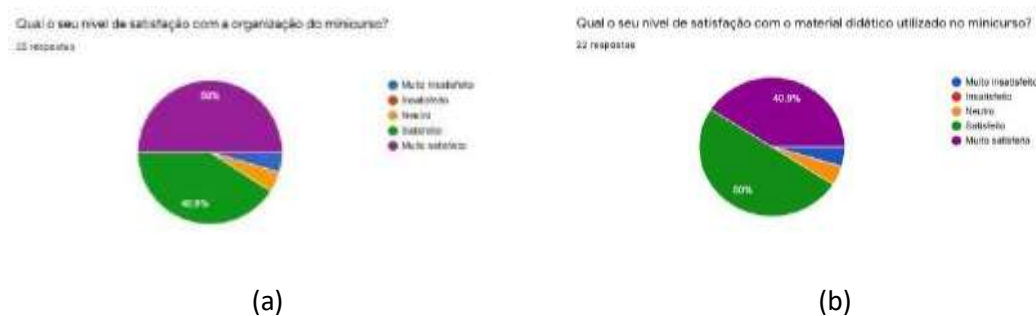 Qual o seu nível de satisfação com a organização do minicurso?
22 respostas
50%
40.9%
Muito insatisfeito
Insatisfeito
Neutro
Satisfeito
Muito satisfeito
(a)
Qual o seu nível de satisfação com o material didático utilizado no minicurso?
22 respostas
40.9%
50%
Muito insatisfeito
Insatisfeito
Neutro
Satisfeito
Muito satisfeito
(b)